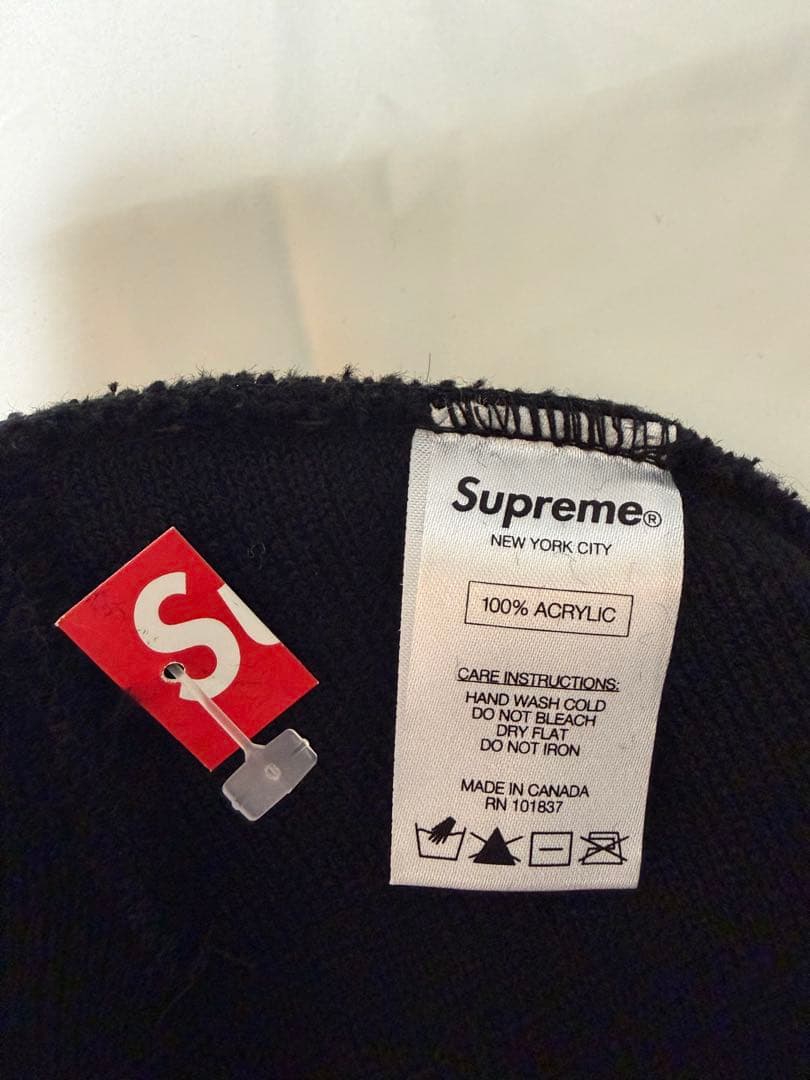 Supreme®
NEW YORK CITY
100% ACRYLIC
CARE INSTRUCTIONS:
HAND WASH COLD
DO NOT BLEACH
DRY FLAT
DO NOT IRON
MADE IN CANADA
RN 101837
Su